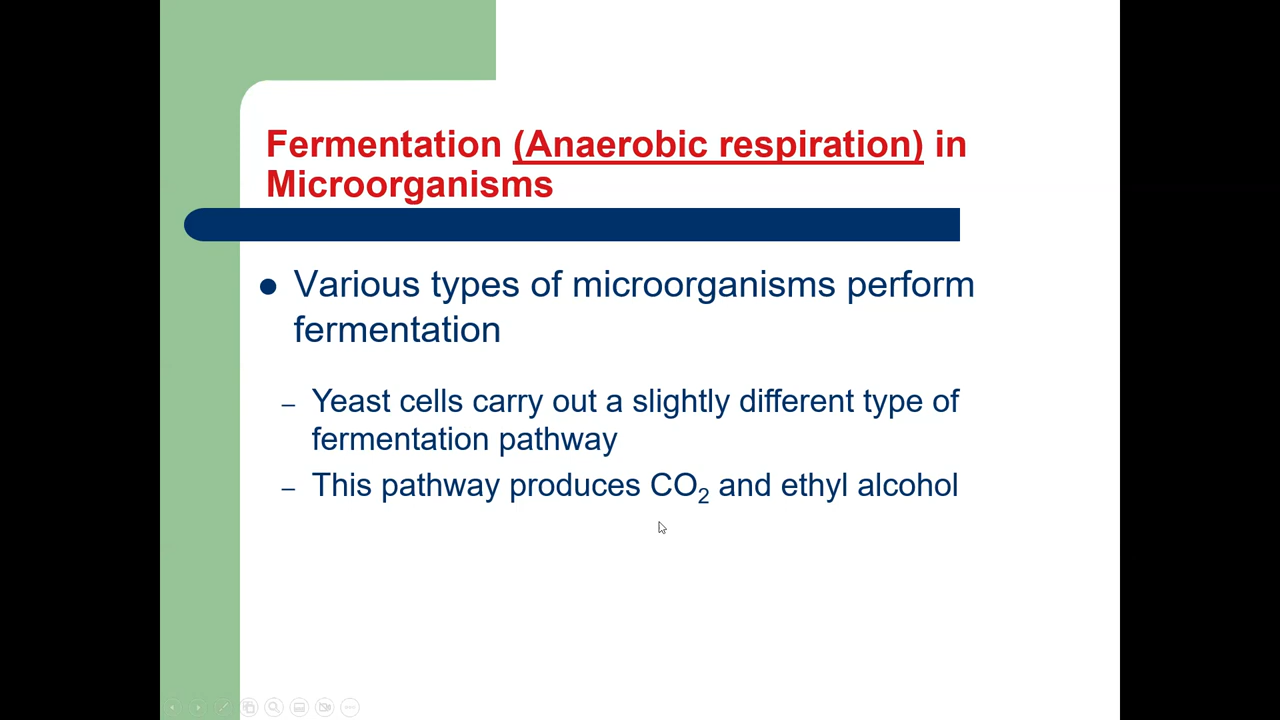 Fermentation (Anaerobic respiration) in
Microorganisms
● Various types of microorganisms perform
fermentation
– Yeast cells carry out a slightly different type of
fermentation pathway
– This pathway produces CO₂ and ethyl alcohol